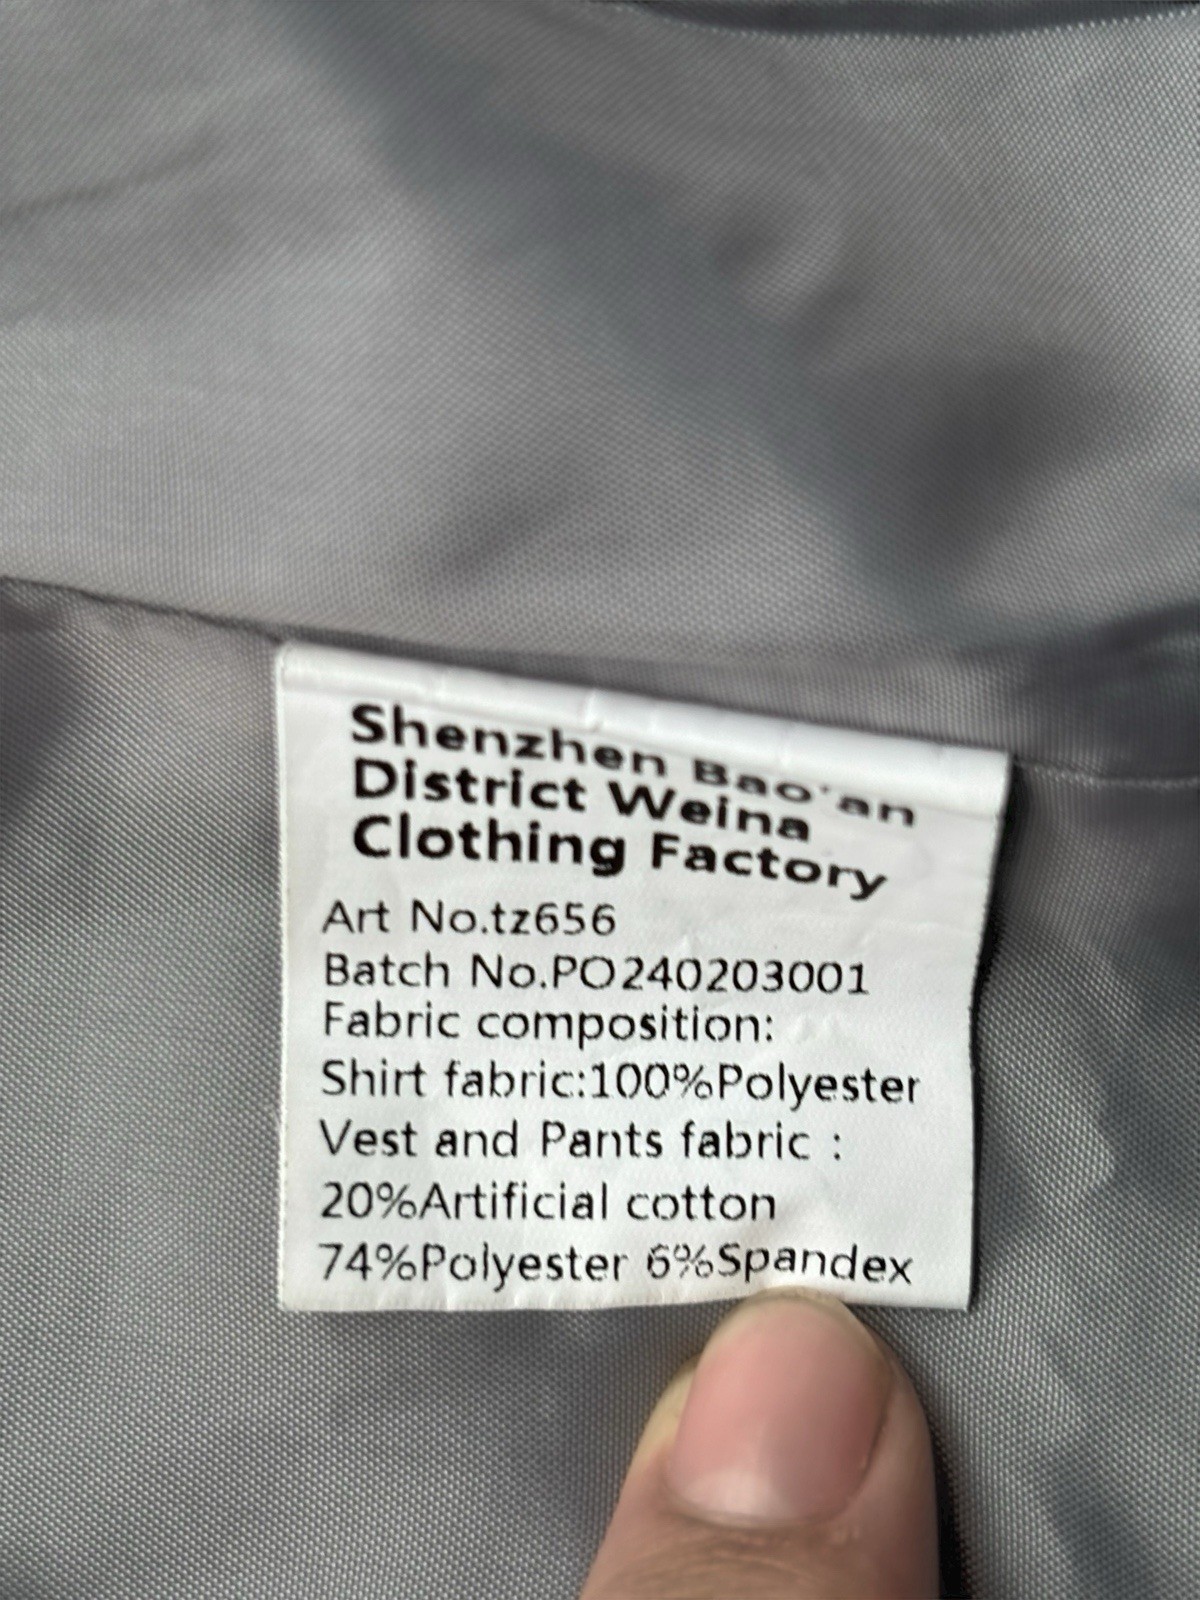 Shenzhen Bao'an
District Weina
Clothing Factory
Art No.tz656
Batch No.PO240203001
Fabric composition:
Shirt fabric:100%Polyester
Vest and Pants fabric :
20%Artificial cotton
74%Polyester 6%Spandex